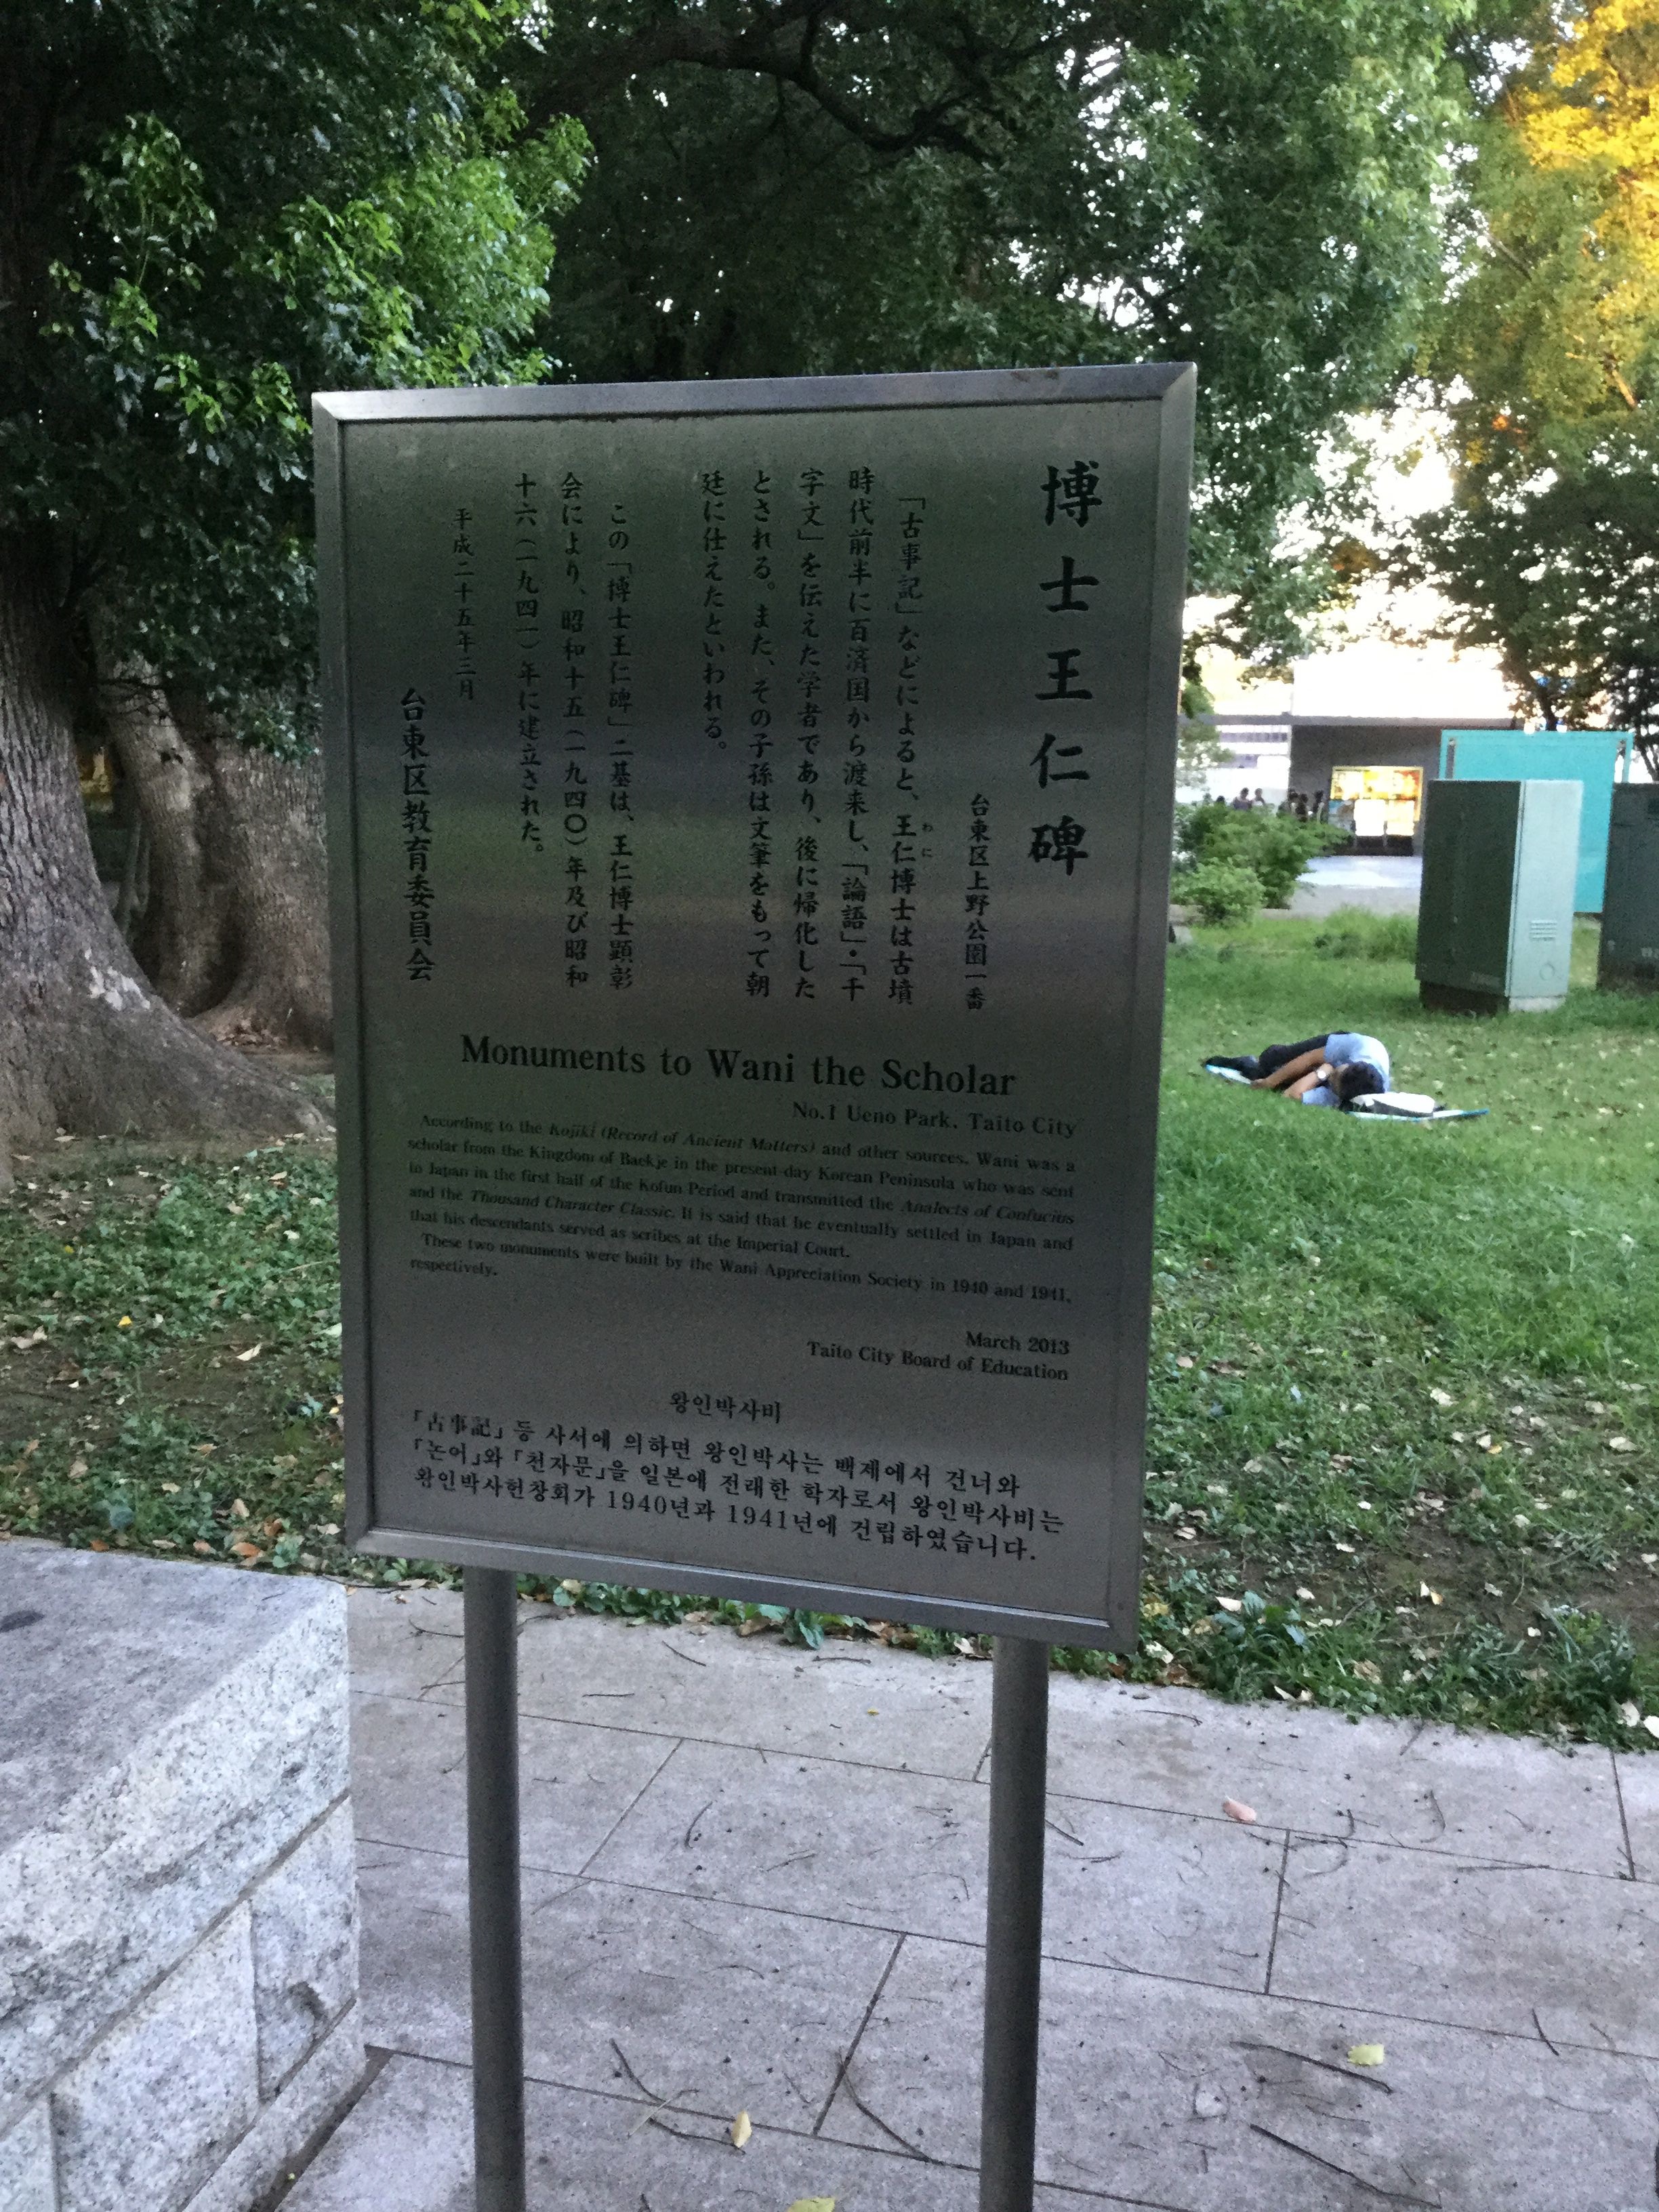 博士王仁碑
台東区上野公園一番
「古事記」などによると、王仁博士は古墳
わに
時代前半に百済国から渡来し、「論語」・「千
字文」を伝えた学者であり、後に帰化した
とされる。また、その子孫は文筆をもって朝
廷に仕えたといわれる。
この「博士王仁碑」二基は、王仁博士顕彰
会により、昭和十五(一九四〇)年及び昭和
十六(一九四一)年に建立された。
平成二十五年三月
台東区教育委員会
Monuments to Wani the Scholar
No.1 Ueno Park, Taito City
According to the Kojiki (Record of Ancient Matters) and other sources, Wani was a
scholar from the Kingdom of Baekje in the present-day Korean Peninsula who was sent
to Japan in the first half of the Kofun Period and transmitted the Analects of Confucius
and the Thousand Character Classic. It is said that he eventually settled in Japan and
that his descendants served as scribes at the Imperial Court.
These two monuments were built by the Wani Appreciation Society in 1940 and 1941,
respectively.
March 2013
Taito City Board of Education
왕인박사비
「古事記」등 사서에 의하면 왕인박사는 백제에서 건너와
「논어」와 「천자문」을 일본에 전래한 학자로서 왕인박사비는
왕인박사현창회가 1940년과 1941년에 건립하였습니다.